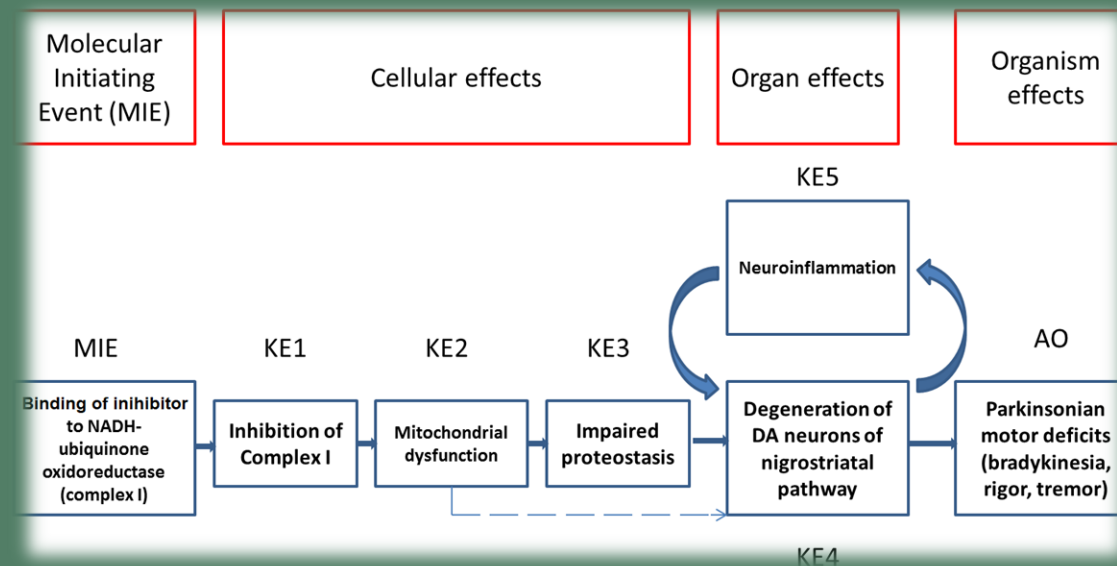 Molecular
Initiating
Event (MIE)
Cellular effects
Organ effects
Organism
effects
KE5
Neuroinflammation
MIE
KE1
KE2
KE3
AO
Binding of inihibitor
to NADH-
ubiquinone
oxidoreductase
(complex I)
Inhibition of
Complex I
Mitochondrial
dysfunction
Impaired
proteostasis
Degeneration of
DA neurons of
nigrostriatal
pathway
Parkinsonian
motor deficits
(bradykinesia,
rigor, tremor)
KE4